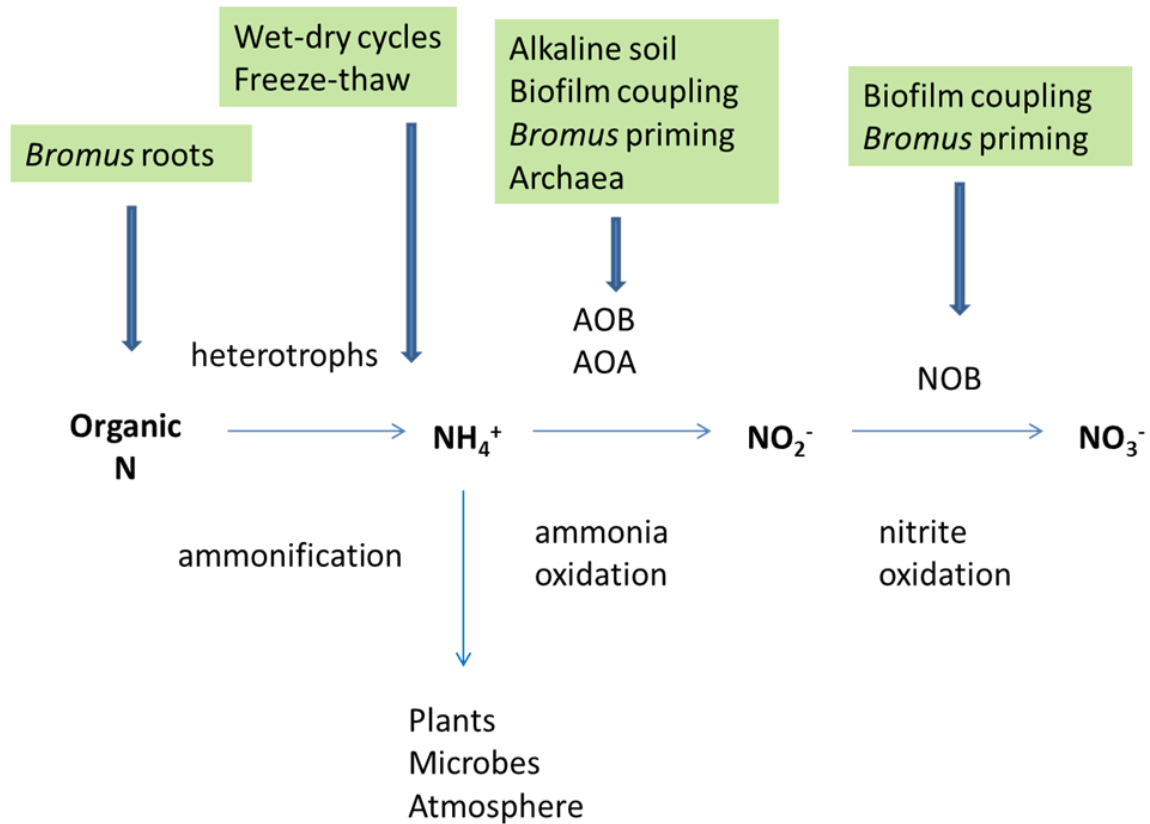 Wet-dry cycles
Freeze-thaw
Alkaline soil
Biofilm coupling
Bromus priming
Archaea
Biofilm coupling
Bromus priming
Bromus roots
AOB
AOA
heterotrophs
NOB
Organic
N
NH₄⁺
NO₂⁻
NO₃⁻
ammonification
ammonia
oxidation
nitrite
oxidation
Plants
Microbes
Atmosphere